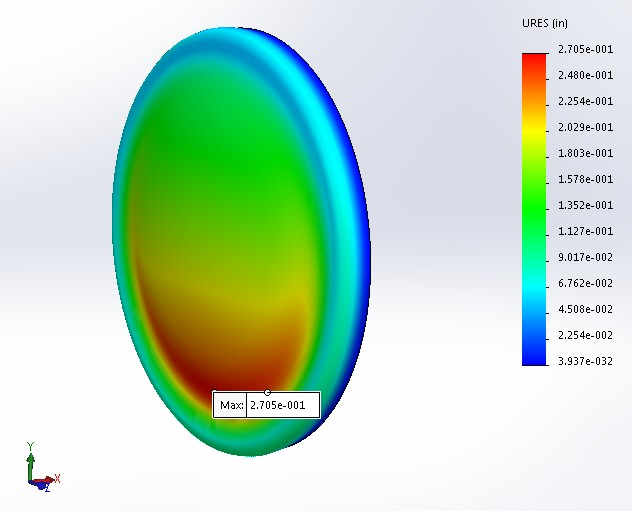 URES (in)
2.705e-001
2.480e-001
2.254e-001
2.029e-001
1.803e-001
1.578e-001
1.352e-001
1.127e-001
9.017e-002
6.762e-002
4.508e-002
2.254e-002
3.937e-032
Max: 2.705e-001
Y
X
Z